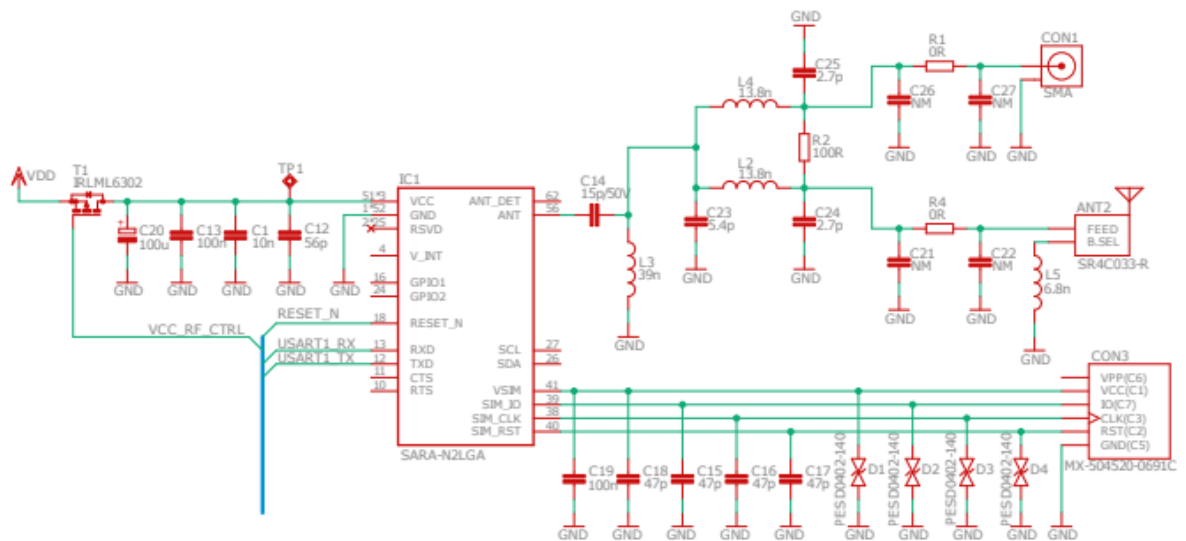 GND
CON1
SMA
R1
0R
C25
2.7p
L4
13.8n
C26
NM
C27
NM
GND
GND
GND
R2
100R
VDD
T1
IRLML6302
TP1
IC1
SARA-N2LGA
C20
100u
C13
100n
C1
10n
C12
56p
GND
GND
GND
GND
GND
VCC
52
GND
RSVD
4
V_INT
16
GPIO1
24
GPIO2
18
RESET_N
13
RXD
12
TXD
11
CTS
10
RTS
ANT_DET
62
ANT
56
SCL
27
SDA
26
VSIM
41
SIM_IO
39
SIM_CLK
38
SIM_RST
40
RESET_N
VCC_RF_CTRL
USART1_RX
USART1_TX
C14
15p/50V
L3
39n
GND
L2
13.8n
C23
5.4p
GND
C24
2.7p
GND
R4
0R
C21
NM
GND
C22
NM
GND
ANT2
FEED
B.SEL
SR4C033-R
L5
6.8n
GND
CON3
VPP(C6)
VCC(C1)
IO(C7)
CLK(C3)
RST(C2)
GND(C5)
MX-504520-0691C
C19
100n
C18
47p
C15
47p
C16
47p
C17
47p
PESD0402-140
D1
PESD0402-140
D2
PESD0402-140
D3
PESD0402-140
D4
GND
GND
GND
GND
GND
GND
GND
GND
GND
GND